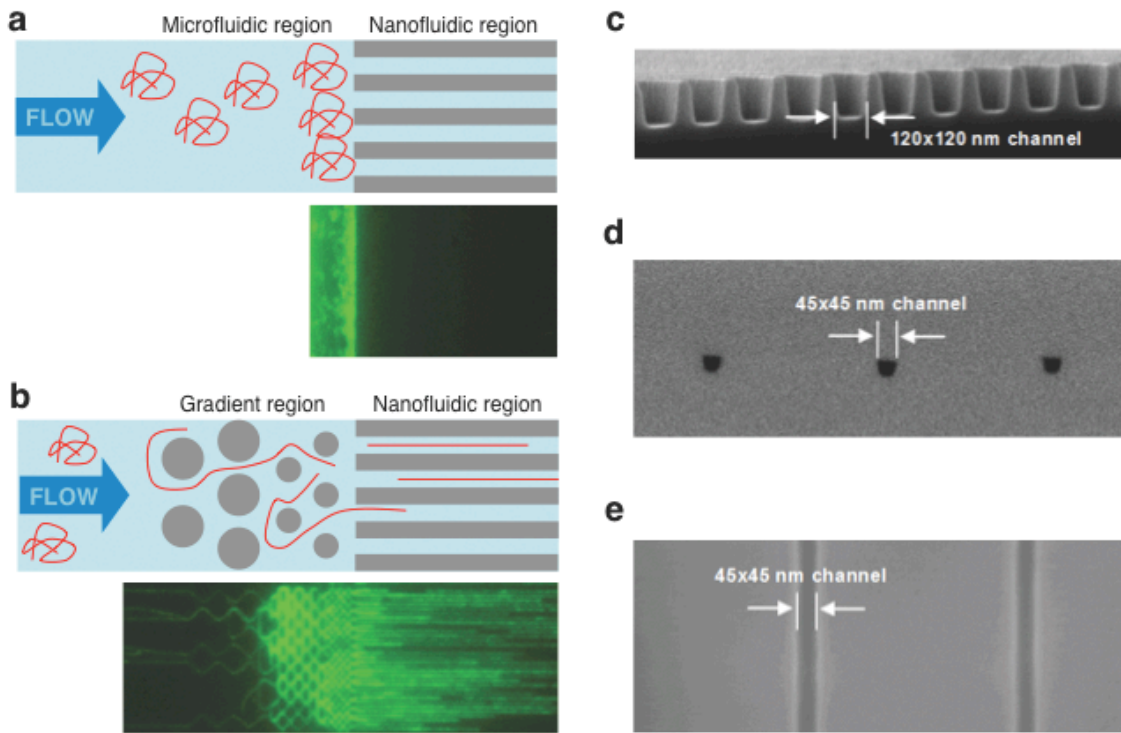 a
Microfluidic region
Nanofluidic region
FLOW
b
Gradient region
Nanofluidic region
FLOW
c
120x120 nm channel
d
45x45 nm channel
e
45x45 nm channel